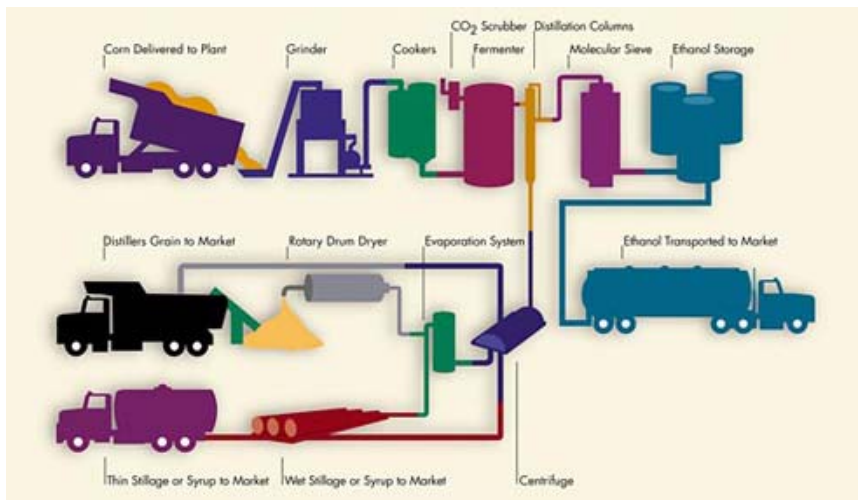 CO2 Scrubber
Distillation Columns
Corn Delivered to Plant
Grinder
Cookers
Fermenter
Molecular Sieve
Ethanol Storage
Distillers Grain to Market
Rotary Drum Dryer
Evaporation System
Ethanol Transported to Market
Thin Stillage or Syrup to Market
Wet Stillage or Syrup to Market
Centrifuge